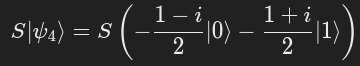 S|ψ₄⟩ = S(−(1 − i)/2 |0⟩ − (1 + i)/2 |1⟩)